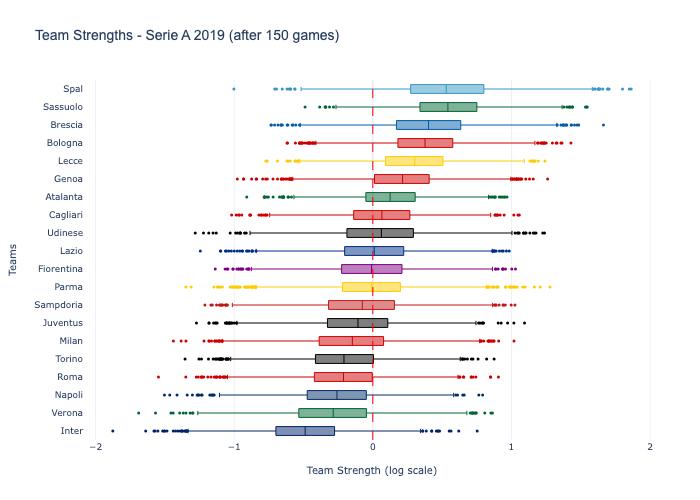 Team Strengths - Serie A 2019 (after 150 games)
Spal
Sassuolo
Brescia
Bologna
Lecce
Genoa
Atalanta
Cagliari
Udinese
Lazio
Fiorentina
Parma
Sampdoria
Juventus
Milan
Torino
Roma
Napoli
Verona
Inter
Teams
−2 −1 0 1 2
Team Strength (log scale)